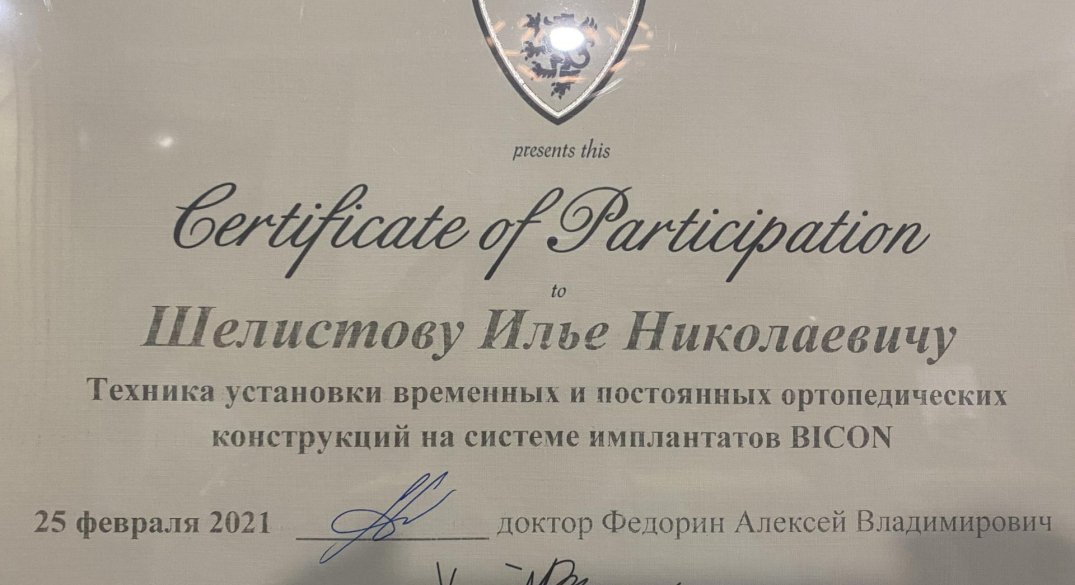 presents this
Certificate of Participation
to
Шелистову Илье Николаевичу
Техника установки временных и постоянных ортопедических
конструкций на системе имплантатов BICON
25 февраля 2021 доктор Федорин Алексей Владимирович